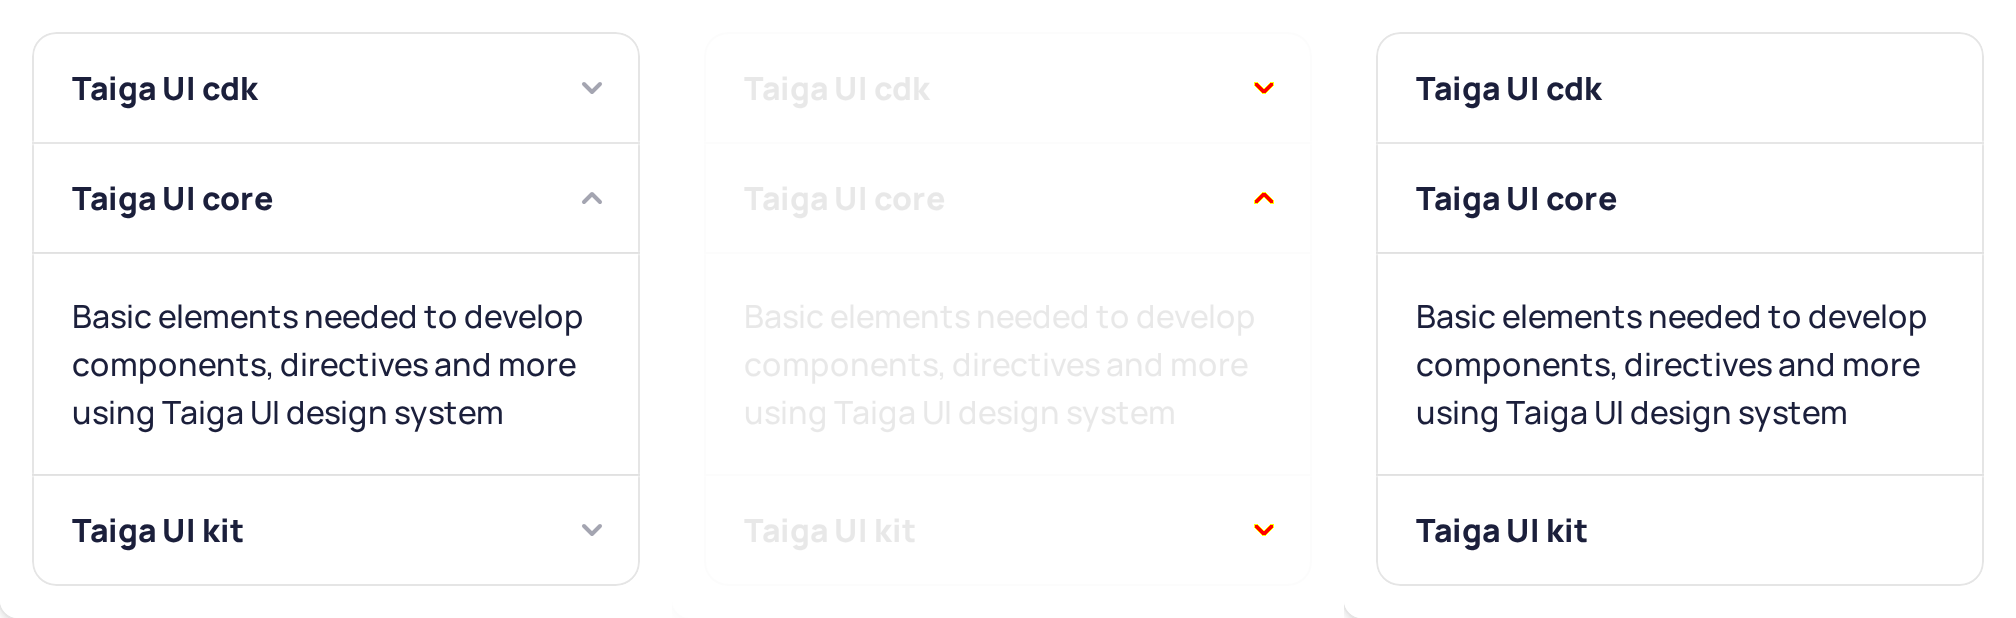 Taiga UI cdk
Taiga UI core
Basic elements needed to develop
components, directives and more
using Taiga UI design system
Taiga UI kit
Taiga UI cdk
Taiga UI core
Basic elements needed to develop
components, directives and more
using Taiga UI design system
Taiga UI kit
Taiga UI cdk
Taiga UI core
Basic elements needed to develop
components, directives and more
using Taiga UI design system
Taiga UI kit